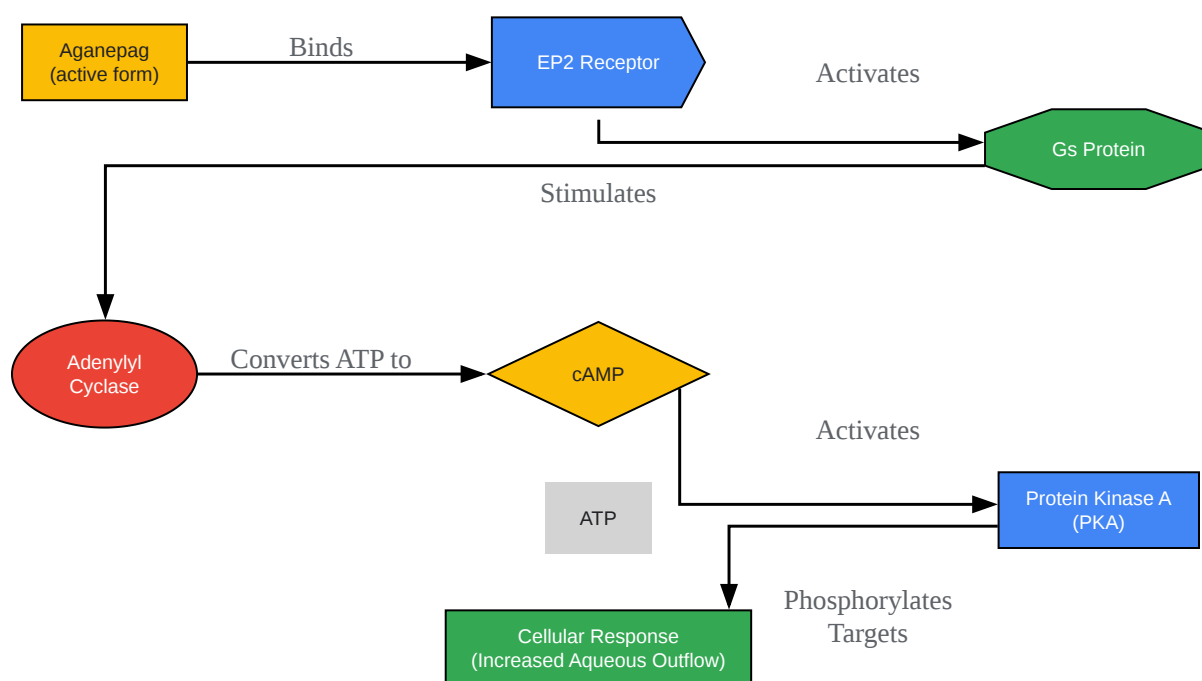 Aganepag
(active form)
Binds
EP2 Receptor
Activates
Gs Protein
Stimulates
Adenylyl
Cyclase
Converts ATP to
cAMP
Activates
Protein Kinase A
(PKA)
ATP
Phosphorylates
Targets
Cellular Response
(Increased Aqueous Outflow)